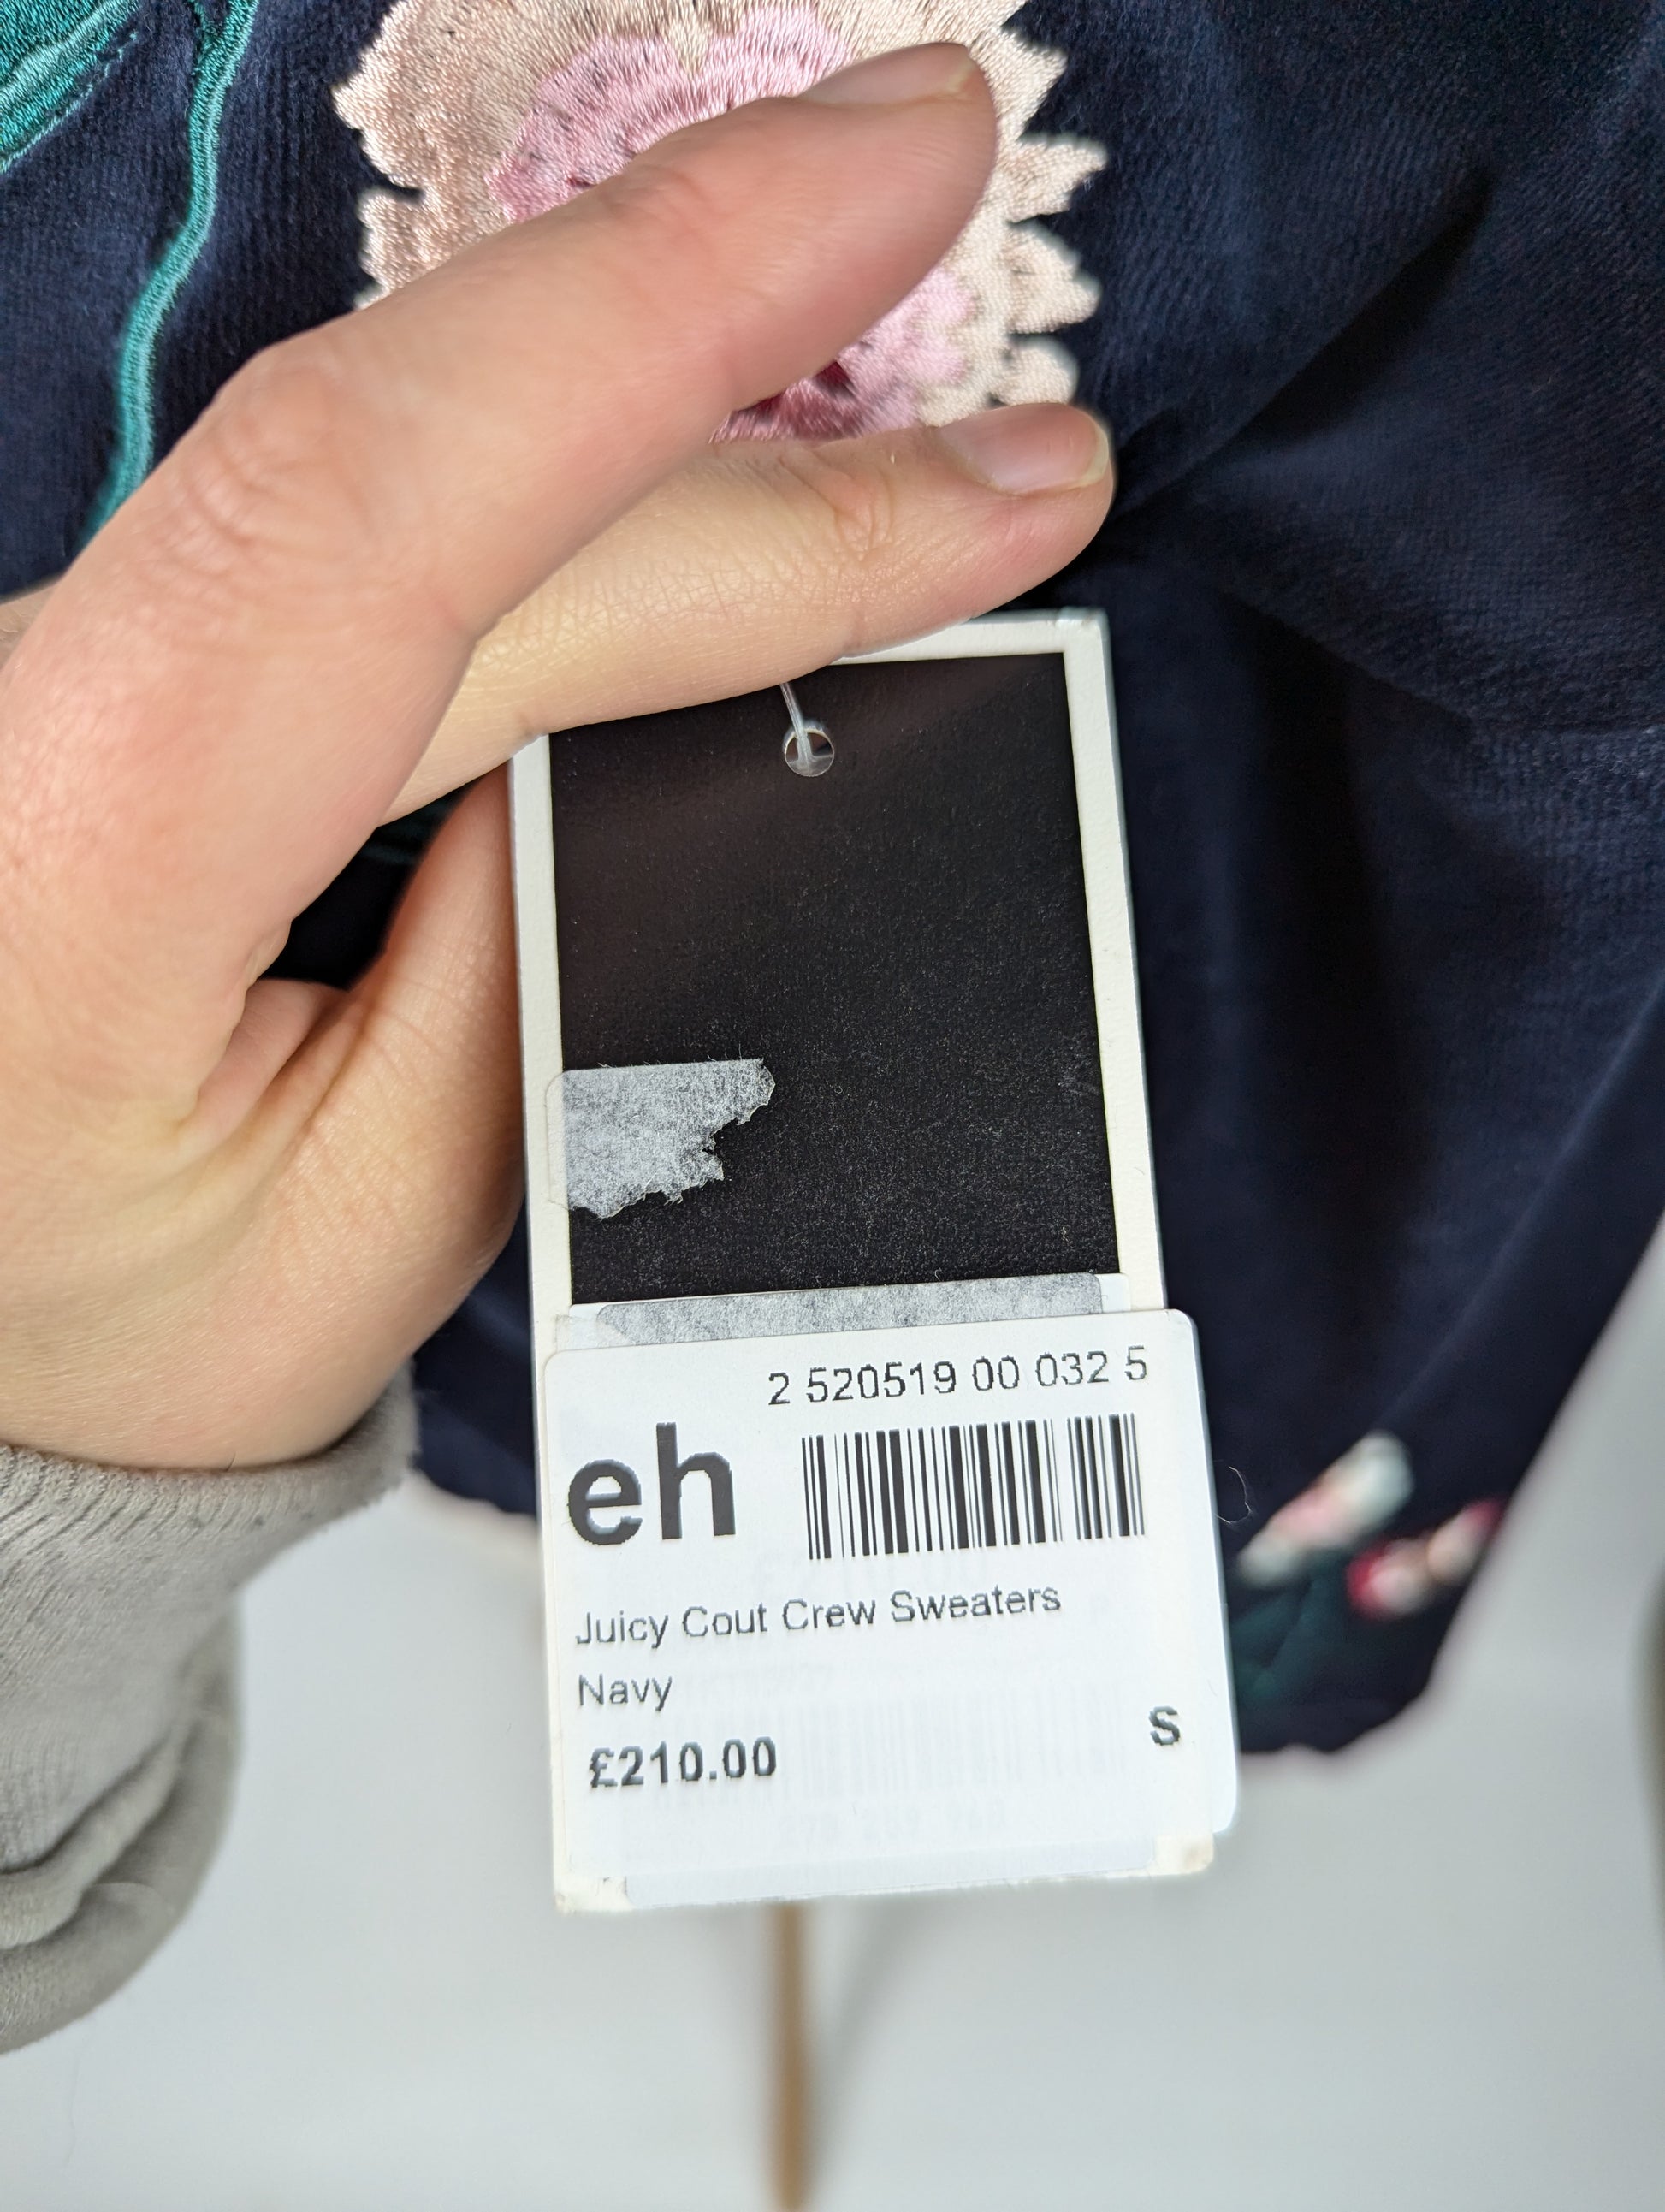 2 520519 00 032 5
eh
Juicy Cout Crew Sweaters
Navy
£210.00
S